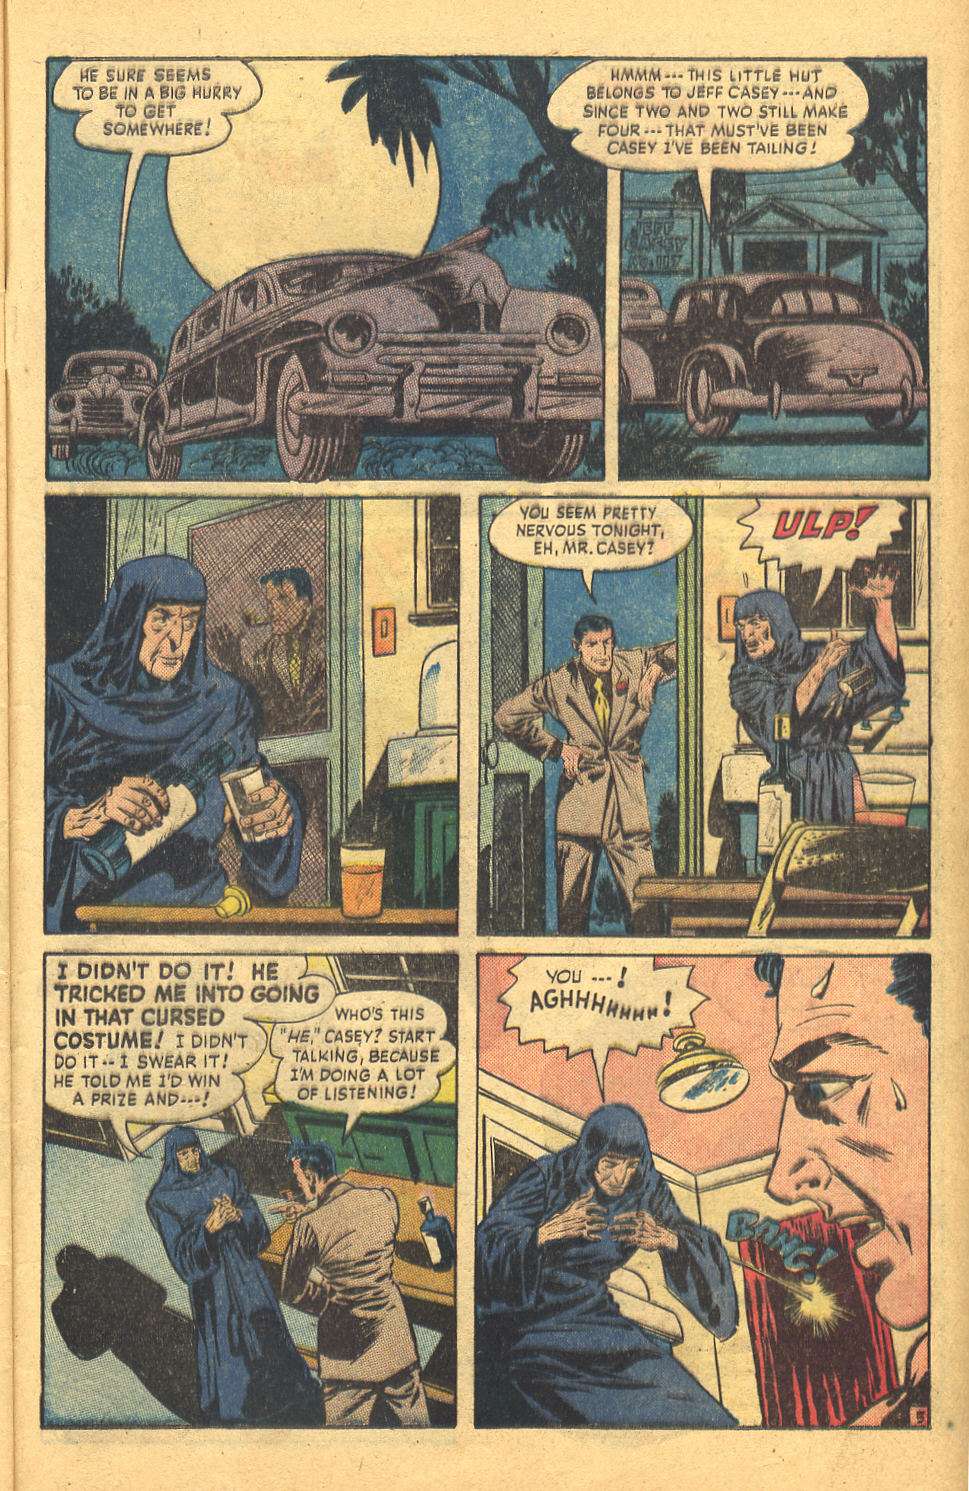 HE SURE SEEMS
TO BE IN A BIG HURRY
TO GET
SOMEWHERE!
HMMM---THIS LITTLE HUT
BELONGS TO JEFF CASEY---AND
SINCE TWO AND TWO STILL MAKE
FOUR---THAT MUST'VE BEEN
CASEY I'VE BEEN TAILING!
JEFF
CASEY
YOU SEEM PRETTY
NERVOUS TONIGHT,
EH, MR. CASEY?
ULP!
I DIDN'T DO IT! HE
TRICKED ME INTO GOING
IN THAT CURSED
COSTUME! I DIDN'T
DO IT--I SWEAR IT!
HE TOLD ME I'D WIN
A PRIZE AND---!
WHO'S THIS
"HE," CASEY? START
TALKING, BECAUSE
I'M DOING A LOT
OF LISTENING!
YOU ---!
AGHHHHHHH!
BANG!